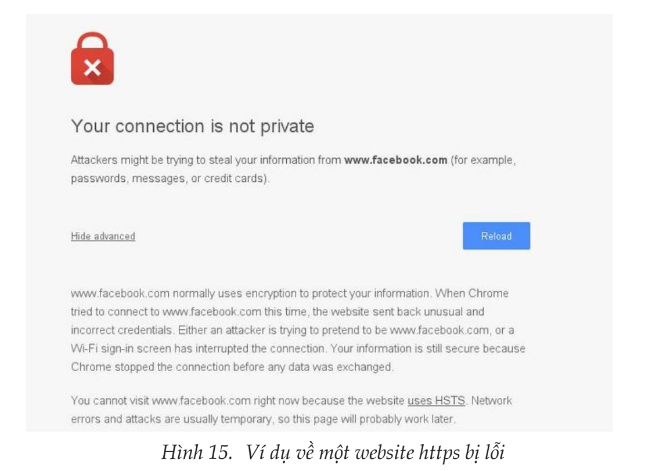 Your connection is not private
Attackers might be trying to steal your information from www.facebook.com (for example,
passwords, messages, or credit cards).
Hide advanced
Reload
www.facebook.com normally uses encryption to protect your information. When Chrome
tried to connect to www.facebook.com this time, the website sent back unusual and
incorrect credentials. Either an attacker is trying to pretend to be www.facebook.com, or a
Wi-Fi sign-in screen has interrupted the connection. Your information is still secure because
Chrome stopped the connection before any data was exchanged.
You cannot visit www.facebook.com right now because the website uses HSTS. Network
errors and attacks are usually temporary, so this page will probably work later.
Hình 15. Ví dụ về một website https bị lỗi